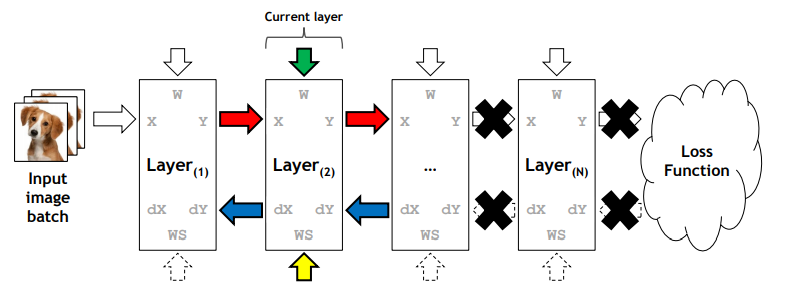 Current layer
W W W W
X Y X Y X Y X Y
Layer(1) Layer(2) ... Layer(N)
Loss
Function
Input
image
batch
dX dY dX dY dX dY dX dY
WS WS WS WS